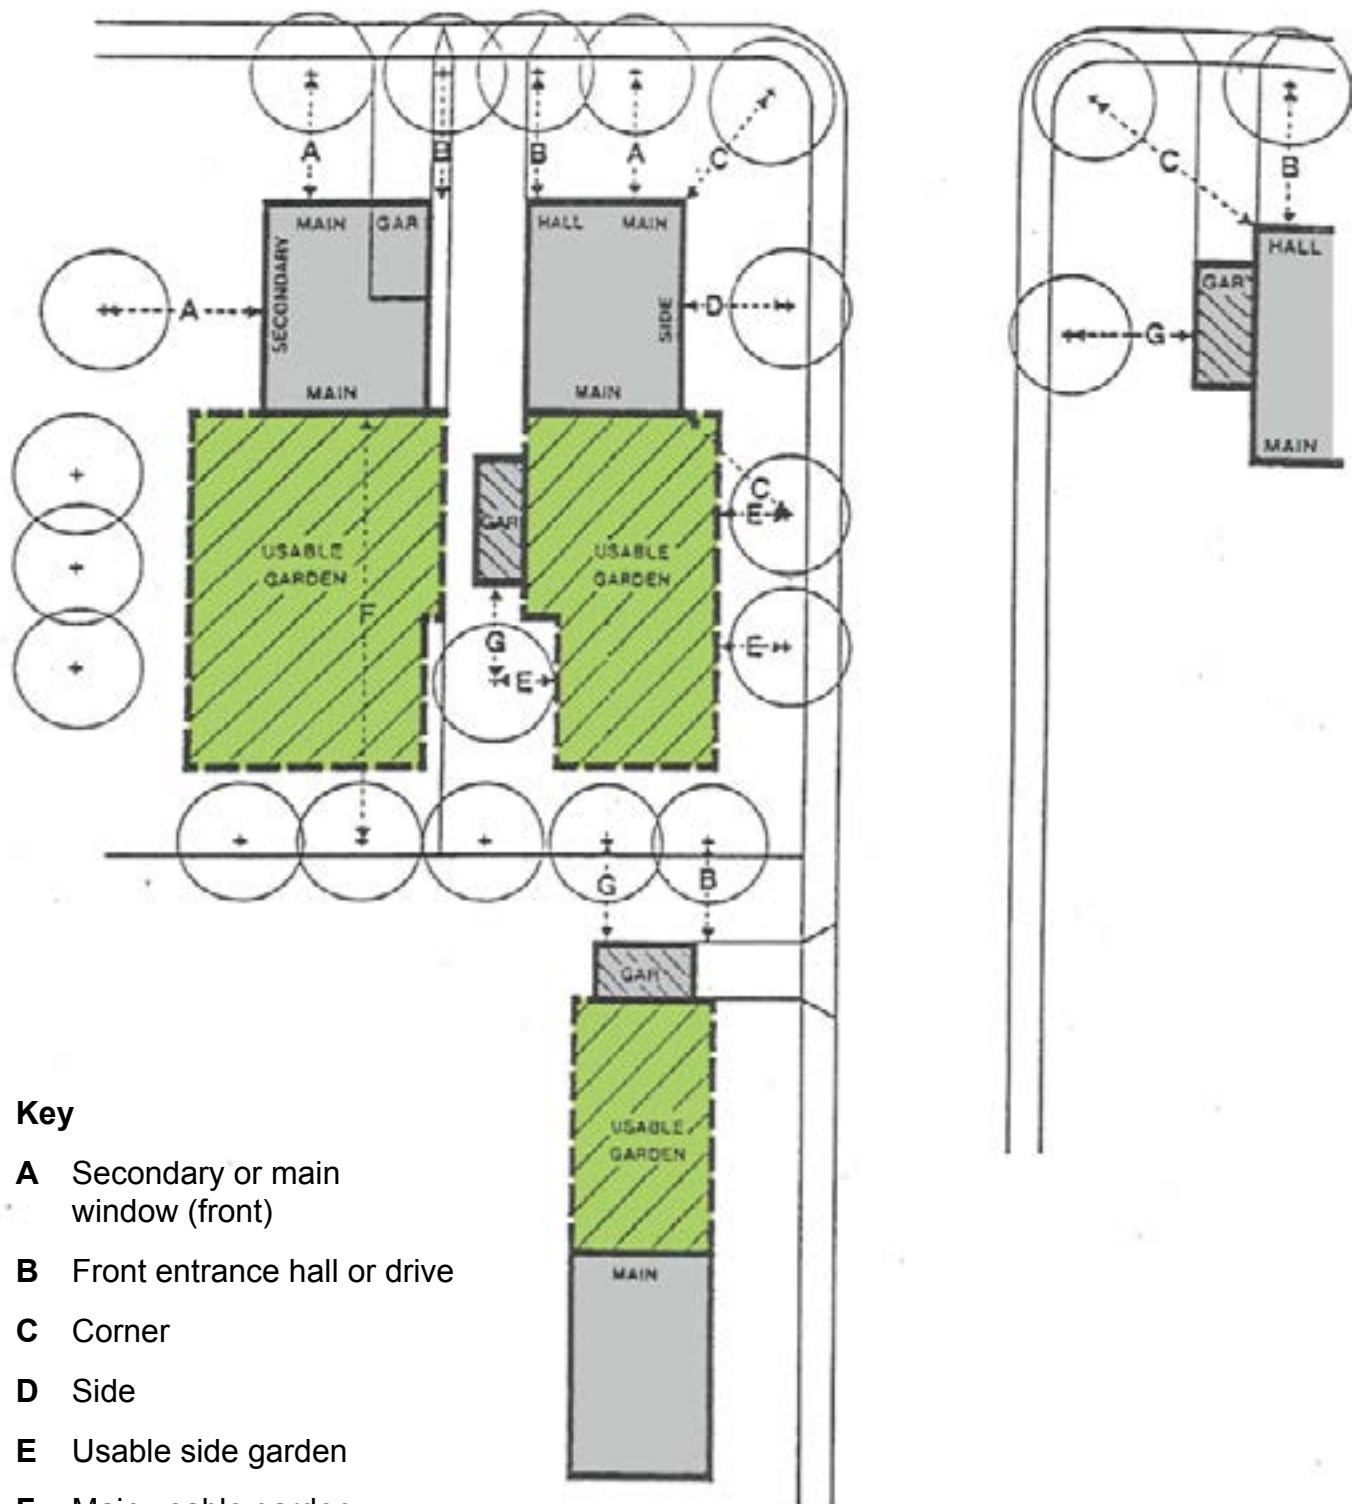 A
B
B
A
C
C
B
MAIN
GAR
HALL
MAIN
SECONDARY
A
SIDE
D
HALL
GAR
G
MAIN
MAIN
MAIN
C
E
A
GAR
USABLE
GARDEN
USABLE
GARDEN
F
G
E
E
G
B
GAR
USABLE
GARDEN
MAIN
Key
A Secondary or main
window (front)
B Front entrance hall or drive
C Corner
D Side
E Usable side garden